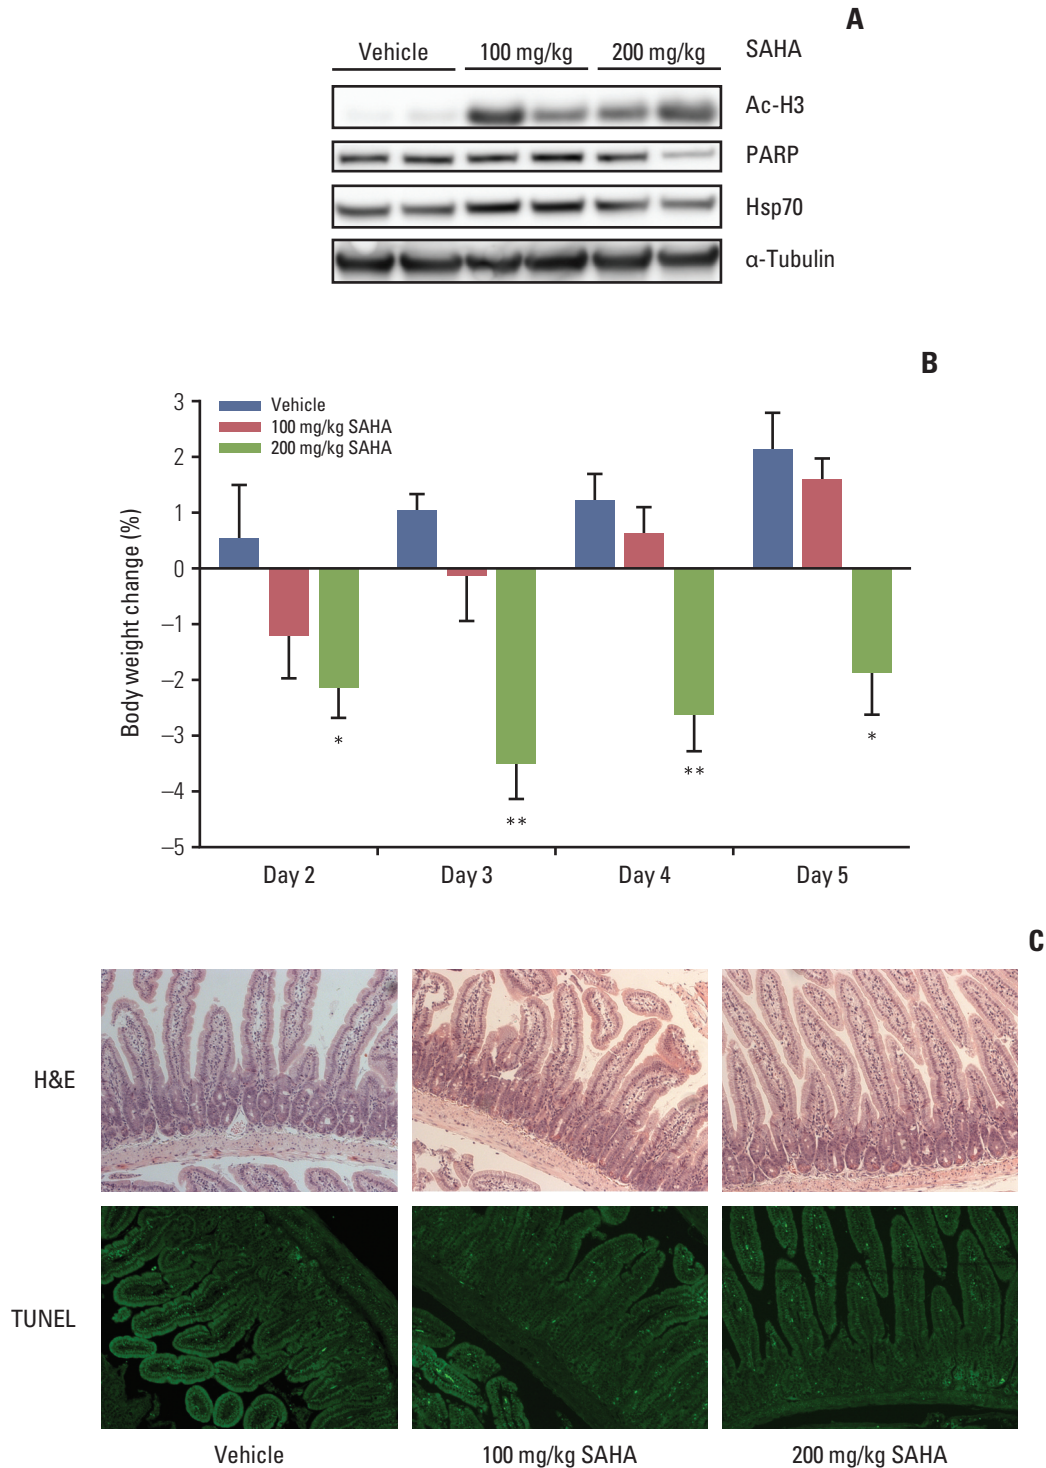 A
Vehicle 100 mg/kg 200 mg/kg SAHA
Ac-H3
PARP
Hsp70
α-Tubulin
B
Vehicle
100 mg/kg SAHA
200 mg/kg SAHA
Body weight change (%)
3
2
1
0
–1
–2
–3
–4
–5
*
**
**
*
Day 2 Day 3 Day 4 Day 5
C
H&E
TUNEL
Vehicle 100 mg/kg SAHA 200 mg/kg SAHA